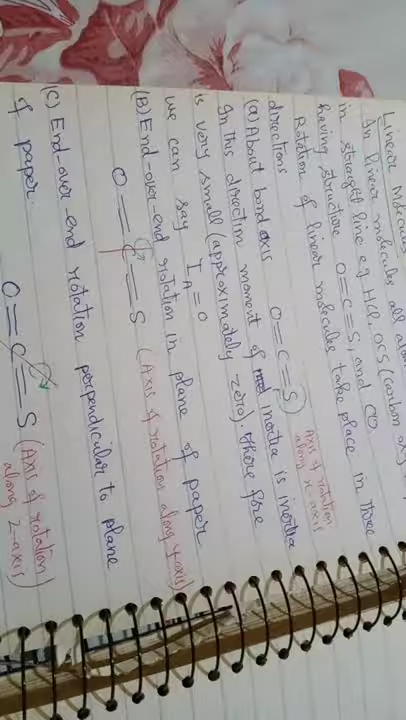 Linear Molecules
In linear molecules all atom
in straight line e.g HCl, OCS (carbon
having structure O=C=S, and CO
Rotation of linear molecules take place in three
directions
(a) About bond axis O=C=S Axis of rotation
along x-axis
In this direction moment of inertia is inertia
is very small (approximately zero). There fore
we can say I_A = 0
(B) End-over-end rotation in plane of paper
O=C=S (Axis of rotation along y-axis)
(C) End-over-end rotation perpendicular to plane
of paper.
O=C=S (Axis of rotation
along z-axis)